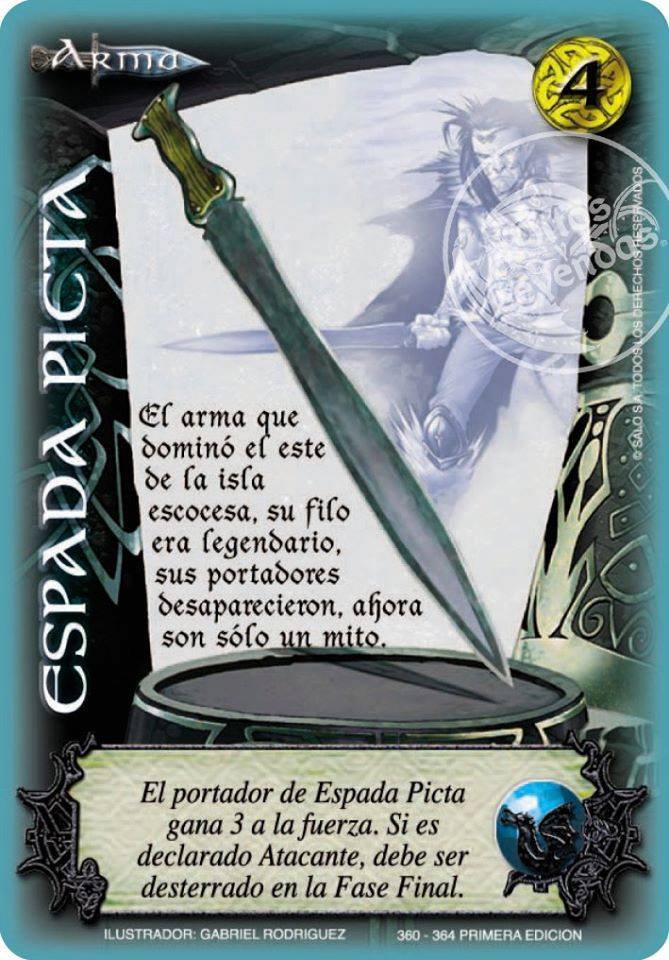 Arma
4
ESPADA PICTA
Mitos
Leyendas
© SALO S.A. TODOS LOS DERECHOS RESERVADOS
El arma que
dominó el este
de la isla
escocesa, su filo
era legendario,
sus portadores
desaparecieron, ahora
son sólo un mito.
El portador de Espada Picta
gana 3 a la fuerza. Si es
declarado Atacante, debe ser
desterrado en la Fase Final.
ILUSTRADOR: GABRIEL RODRIGUEZ 360 - 364 PRIMERA EDICION